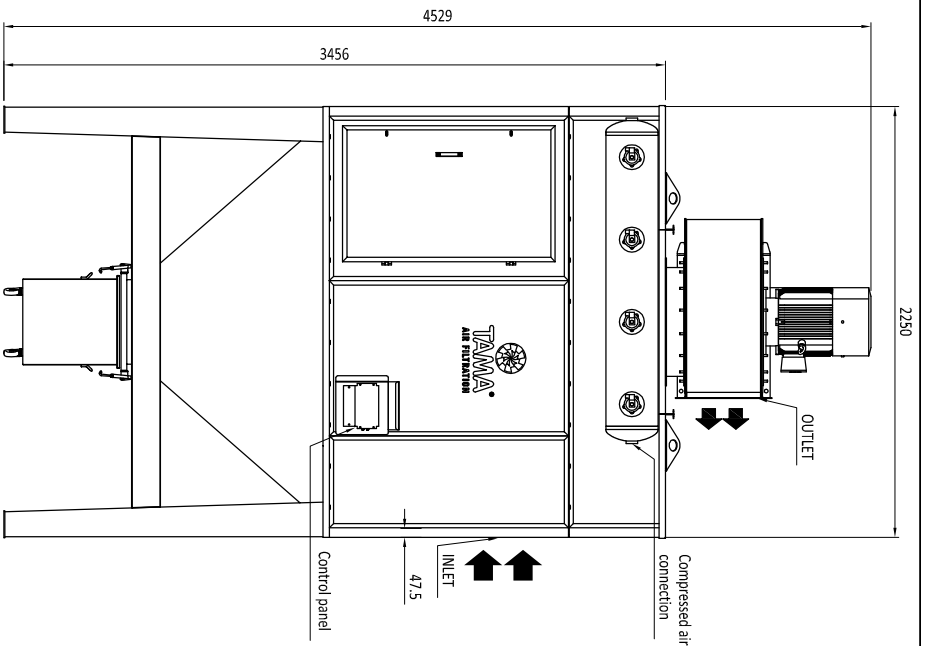 4529
3456
2250
OUTLET
TAMA
AIR FILTRATION
Compressed air
connection
INLET
47.5
Control panel